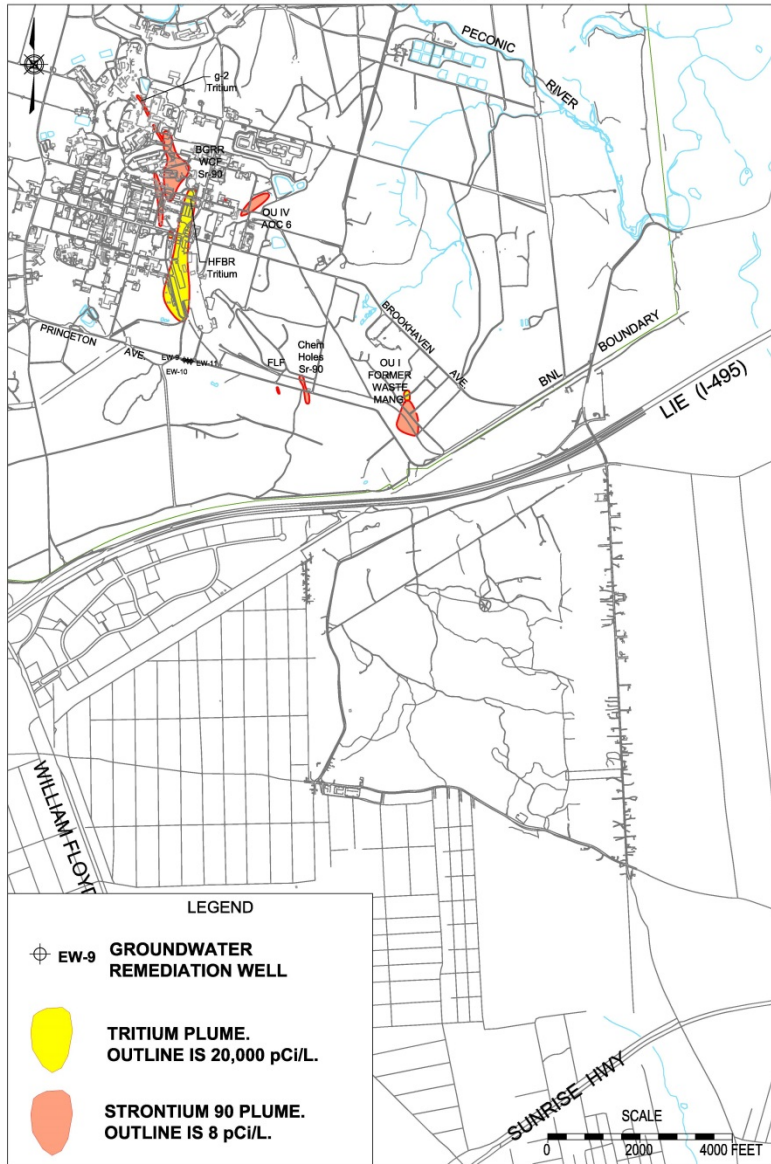 PECONIC
RIVER
g-2
Tritium
BGRR
WCF
Sr-90
OU IV
AOC 6
HFBR
Tritium
PRINCETON
AVE.
EW-9
EW-11
EW-10
FLF
Chem
Holes
Sr-90
BROOKHAVEN
AVE.
OU I
FORMER
WASTE
MANG.
BNL
BOUNDARY
LIE (I-495)
WILLIAM FLOYD
LEGEND
EW-9 GROUNDWATER
REMEDIATION WELL
TRITIUM PLUME.
OUTLINE IS 20,000 pCi/L.
STRONTIUM 90 PLUME.
OUTLINE IS 8 pCi/L.
SUNRISE HWY
SCALE
0 2000 4000 FEET